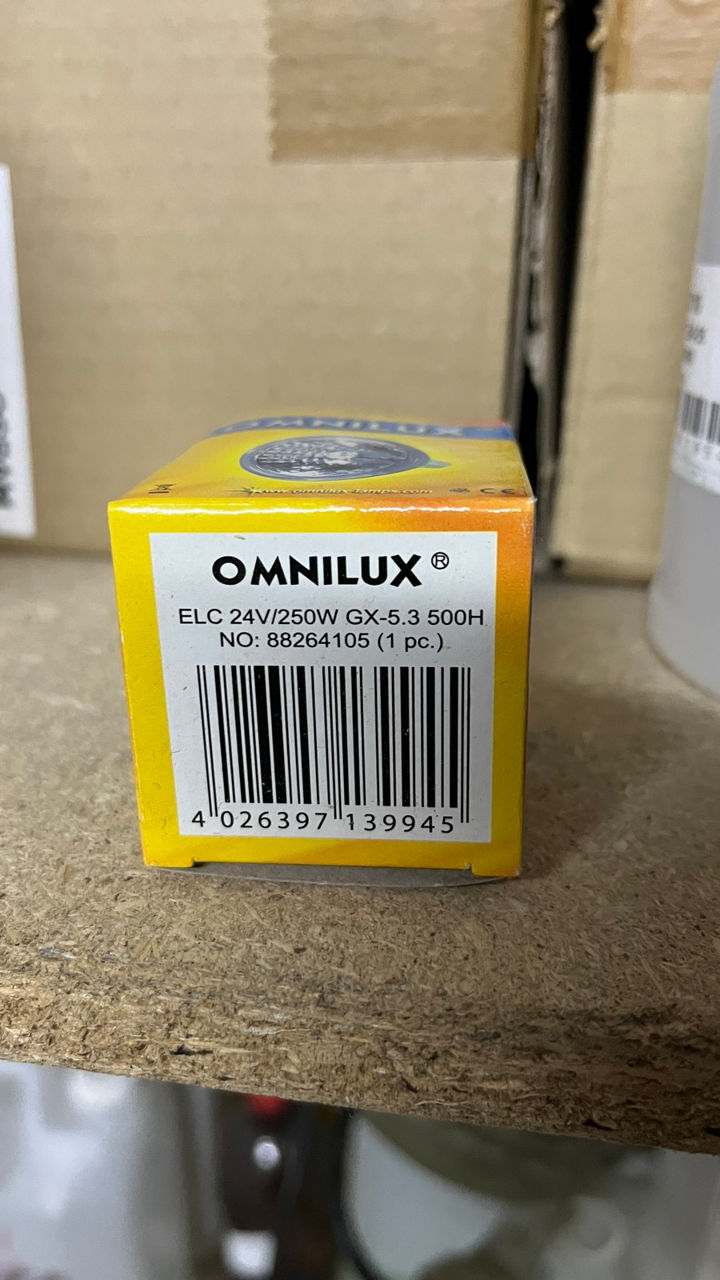 OMNILUX
www.omnilux-lamps.com
CE
OMNILUX ®
ELC 24V/250W GX-5.3 500H
NO: 88264105 (1 pc.)
4 026397 139945